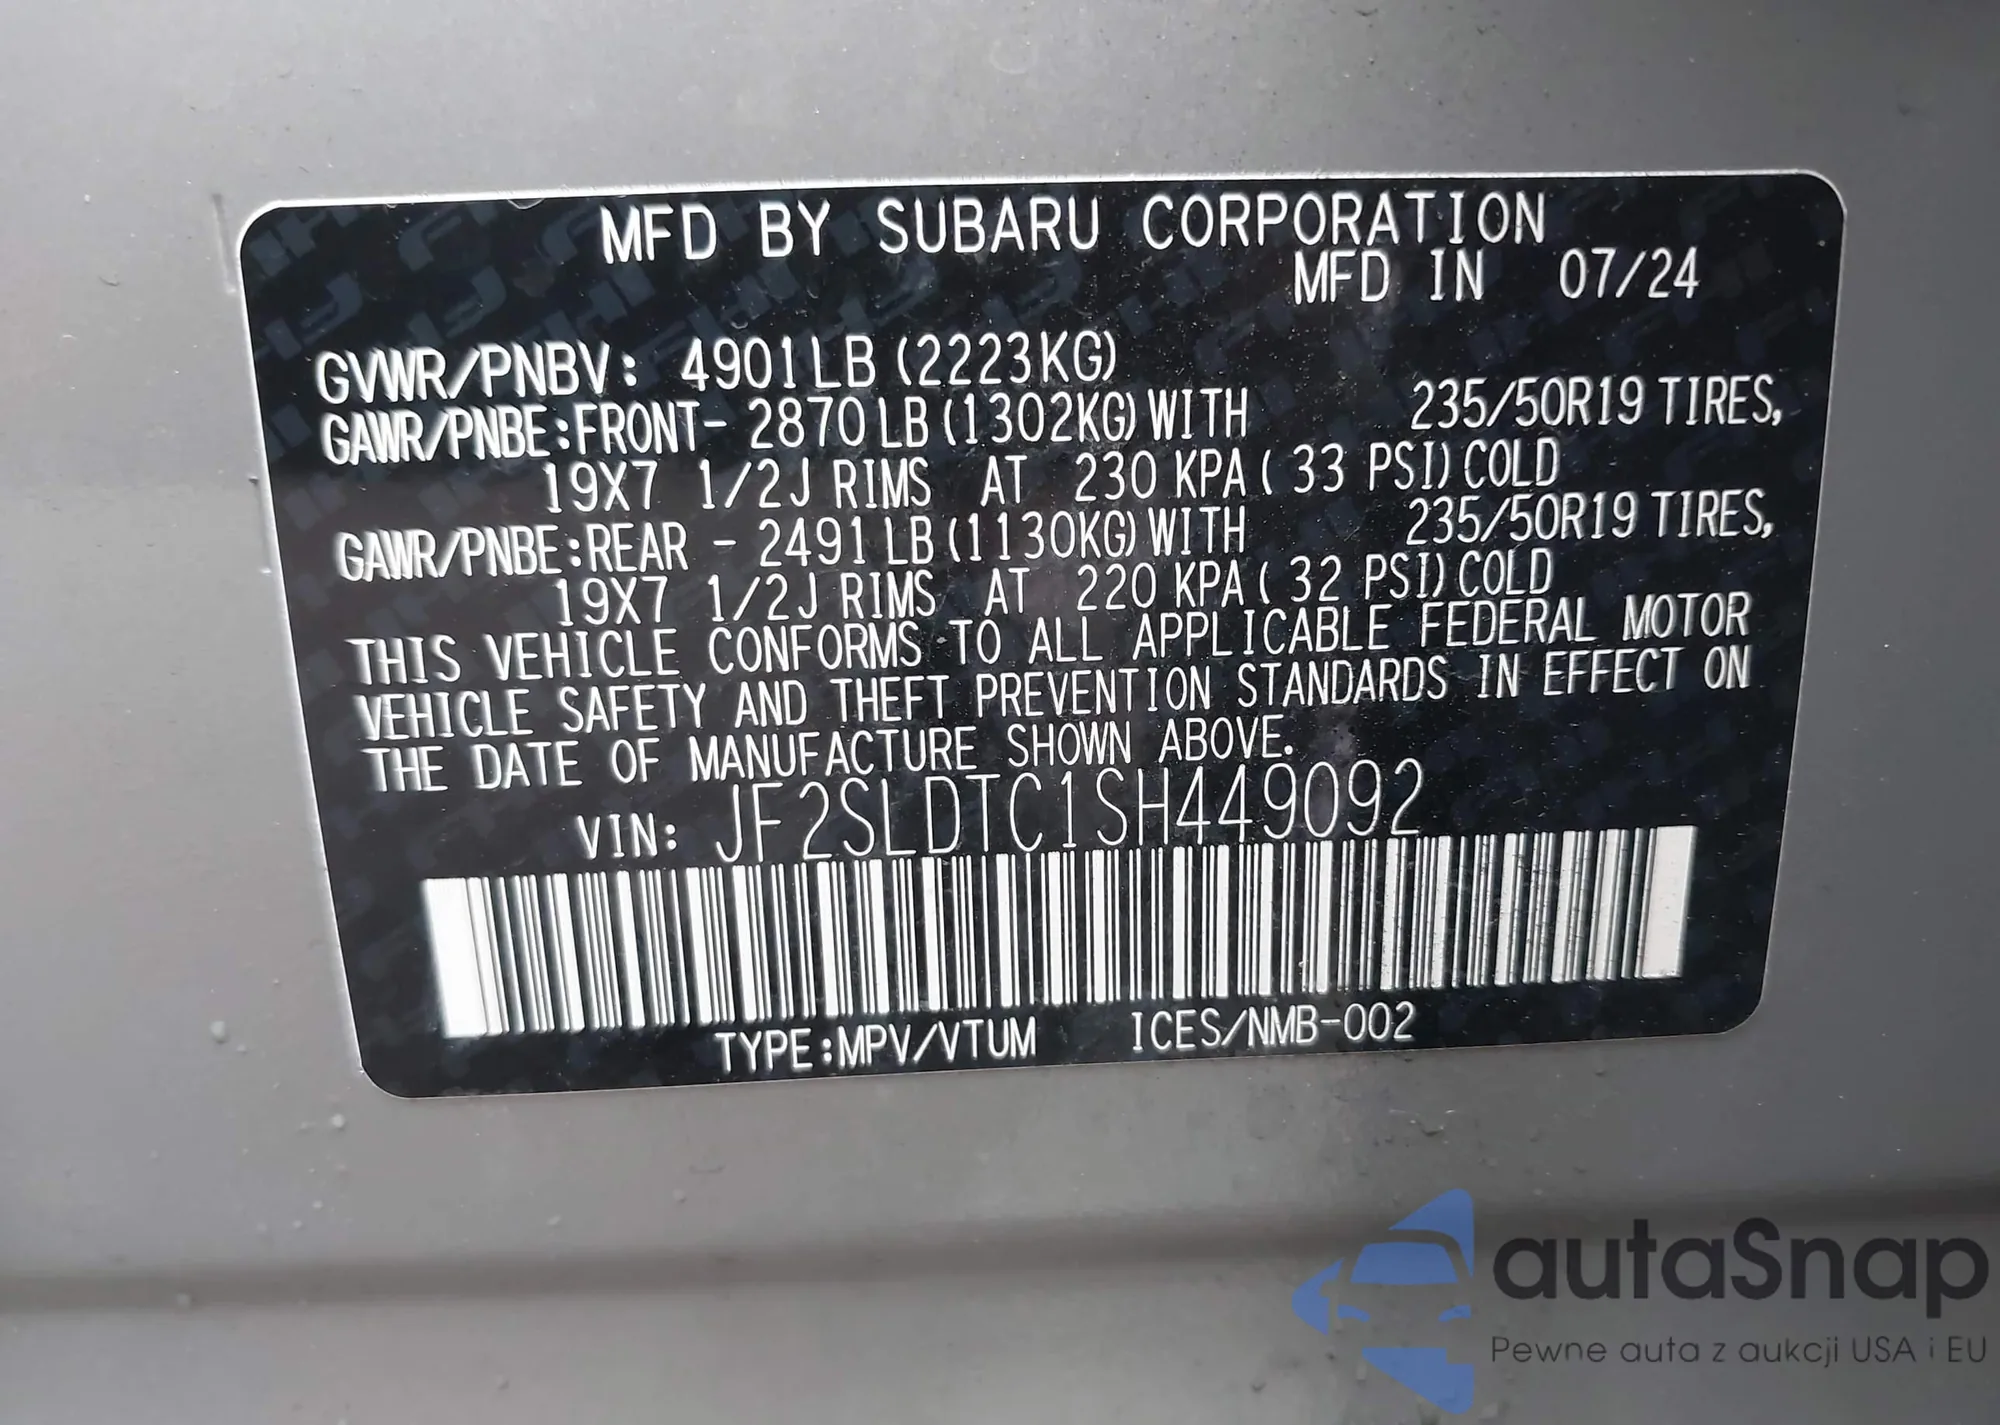 MFD BY SUBARU CORPORATION
MFD IN 07/24
GVWR/PNBV: 4901LB (2223KG)
GAWR/PNBE:FRONT- 2870LB(1302KG)WITH 235/50R19 TIRES,
19X7 1/2J RIMS AT 230 KPA( 33 PSI)COLD
GAWR/PNBE:REAR - 2491LB(1130KG)WITH 235/50R19 TIRES,
19X7 1/2J RIMS AT 220 KPA( 32 PSI)COLD
THIS VEHICLE CONFORMS TO ALL APPLICABLE FEDERAL MOTOR
VEHICLE SAFETY AND THEFT PREVENTION STANDARDS IN EFFECT ON
THE DATE OF MANUFACTURE SHOWN ABOVE.
VIN: JF2SLDTC1SH449092
TYPE:MPV/VTUM ICES/NMB-002
autaSnap
Pewne auta z aukcji USA i EU